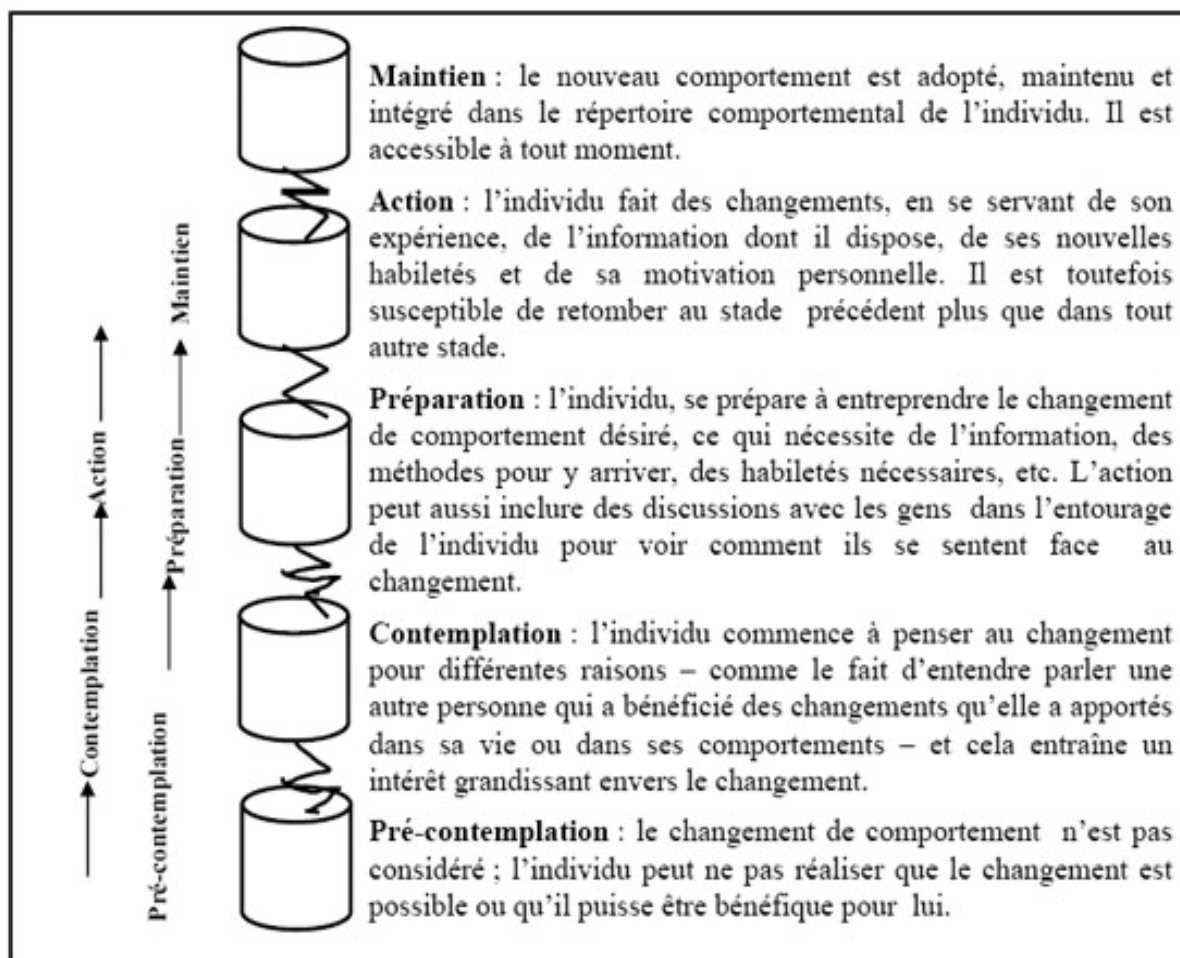 Maintien : le nouveau comportement est adopté, maintenu et
intégré dans le répertoire comportemental de l’individu. Il est
accessible à tout moment.
Action : l’individu fait des changements, en se servant de son
expérience, de l’information dont il dispose, de ses nouvelles
habiletés et de sa motivation personnelle. Il est toutefois
susceptible de retomber au stade précédent plus que dans tout
autre stade.
Préparation : l’individu, se prépare à entreprendre le changement
de comportement désiré, ce qui nécessite de l’information, des
méthodes pour y arriver, des habiletés nécessaires, etc. L’action
peut aussi inclure des discussions avec les gens dans l’entourage
de l’individu pour voir comment ils se sentent face au
changement.
Contemplation : l’individu commence à penser au changement
pour différentes raisons – comme le fait d’entendre parler une
autre personne qui a bénéficié des changements qu’elle a apportés
dans sa vie ou dans ses comportements – et cela entraîne un
intérêt grandissant envers le changement.
Pré-contemplation : le changement de comportement n’est pas
considéré ; l’individu peut ne pas réaliser que le changement est
possible ou qu’il puisse être bénéfique pour lui.
Contemplation
Action
Pré-contemplation
Préparation
Maintien